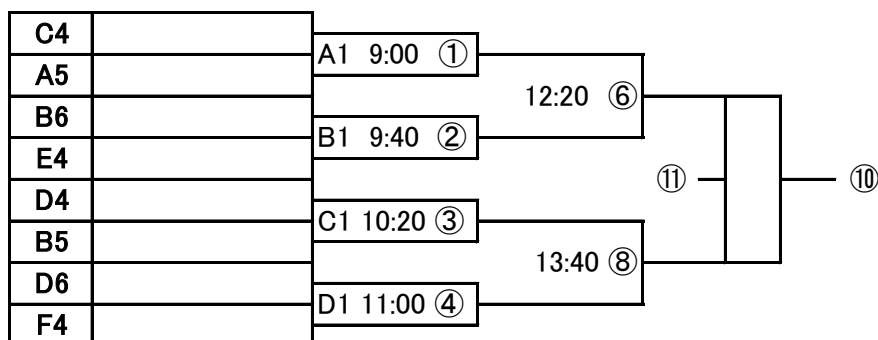 C4
A1 9:00 ①
A5
12:20 ⑥
B6
B1 9:40 ②
E4
⑪ ⑩
D4
C1 10:20 ③
B5
13:40 ⑧
D6
D1 11:00 ④
F4